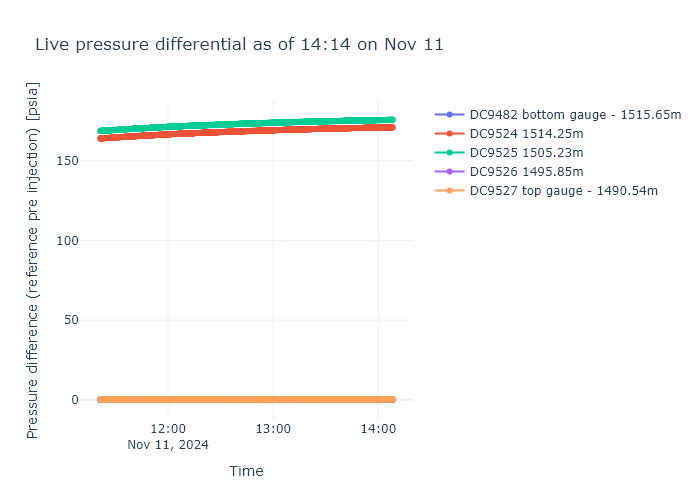 Live pressure differential as of 14:14 on Nov 11
Pressure difference (reference pre injection) [psia]
150
100
50
0
12:00
Nov 11, 2024
13:00
14:00
Time
DC9482 bottom gauge - 1515.65m
DC9524 1514.25m
DC9525 1505.23m
DC9526 1495.85m
DC9527 top gauge - 1490.54m